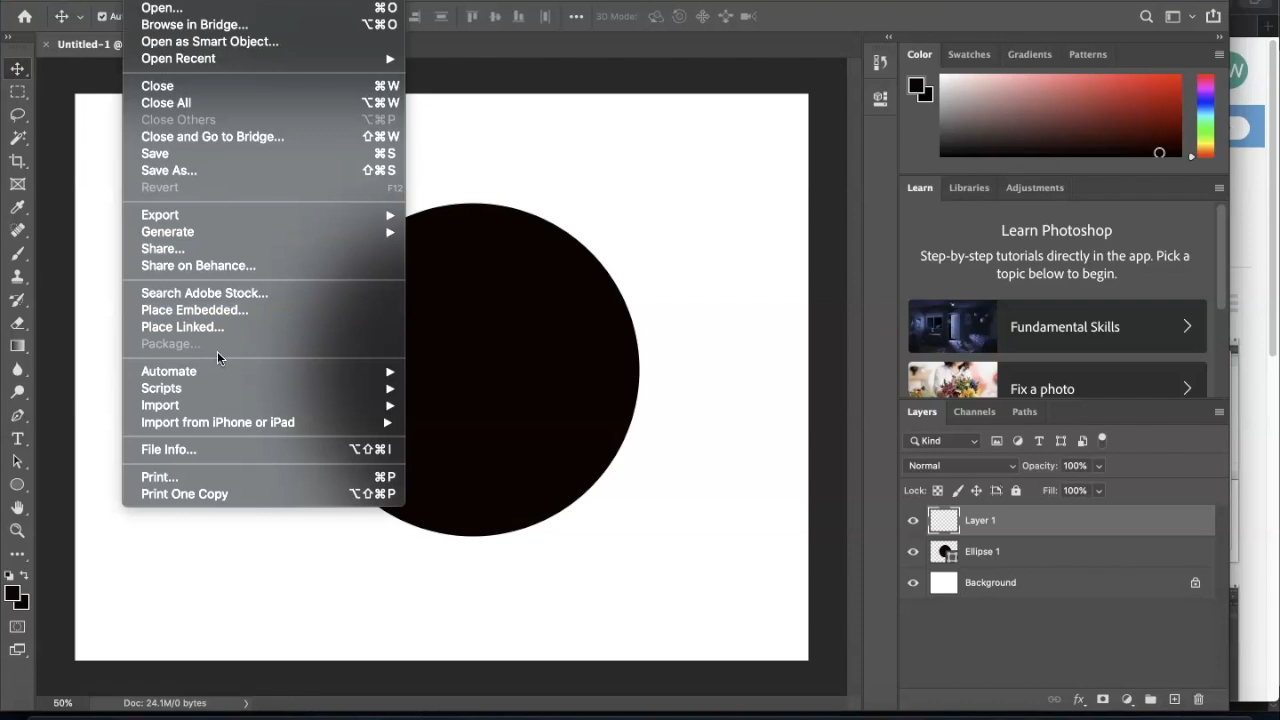 Open... ⌘O
Browse in Bridge... ⌥⌘O
Open as Smart Object...
Open Recent
Close ⌘W
Close All ⌥⌘W
Close Others ⌥⌘P
Close and Go to Bridge... ⇧⌘W
Save ⌘S
Save As... ⇧⌘S
Revert F12
Export
Generate
Share...
Share on Behance...
Search Adobe Stock...
Place Embedded...
Place Linked...
Package...
Automate
Scripts
Import
Import from iPhone or iPad
File Info... ⌥⇧⌘I
Print... ⌘P
Print One Copy ⌥⇧⌘P
3D Mode:
Untitled-1 @
Color Swatches Gradients Patterns
Learn Libraries Adjustments
Learn Photoshop
Step-by-step tutorials directly in the app. Pick a
topic below to begin.
Fundamental Skills
Fix a photo
Layers Channels Paths
Kind
Normal Opacity: 100%
Lock: Fill: 100%
Layer 1
Ellipse 1
Background
50% Doc: 24.1M/0 bytes
W